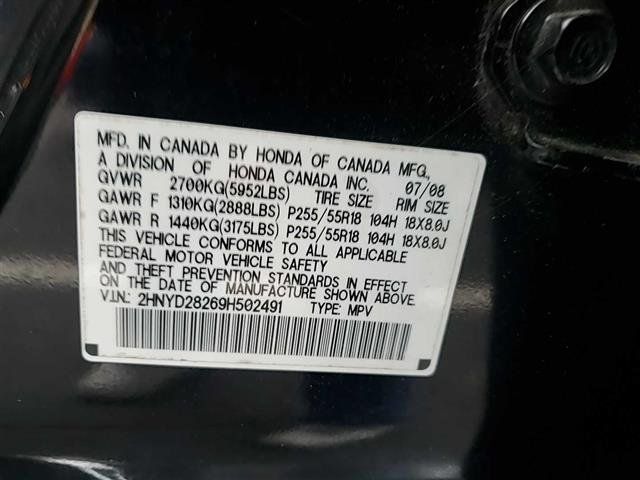 MFD. IN CANADA BY HONDA OF CANADA MFG.,
A DIVISION OF HONDA CANADA INC. 07/08
GVWR 2700KG(5952LBS) TIRE SIZE RIM SIZE
GAWR F 1310KG(2888LBS) P255/55R18 104H 18X8.0J
GAWR R 1440KG(3175LBS) P255/55R18 104H 18X8.0J
THIS VEHICLE CONFORMS TO ALL APPLICABLE
FEDERAL MOTOR VEHICLE SAFETY
AND THEFT PREVENTION STANDARDS IN EFFECT
ON THE DATE OF MANUFACTURE SHOWN ABOVE.
V.I.N.: 2HNYD28269H502491 TYPE: MPV